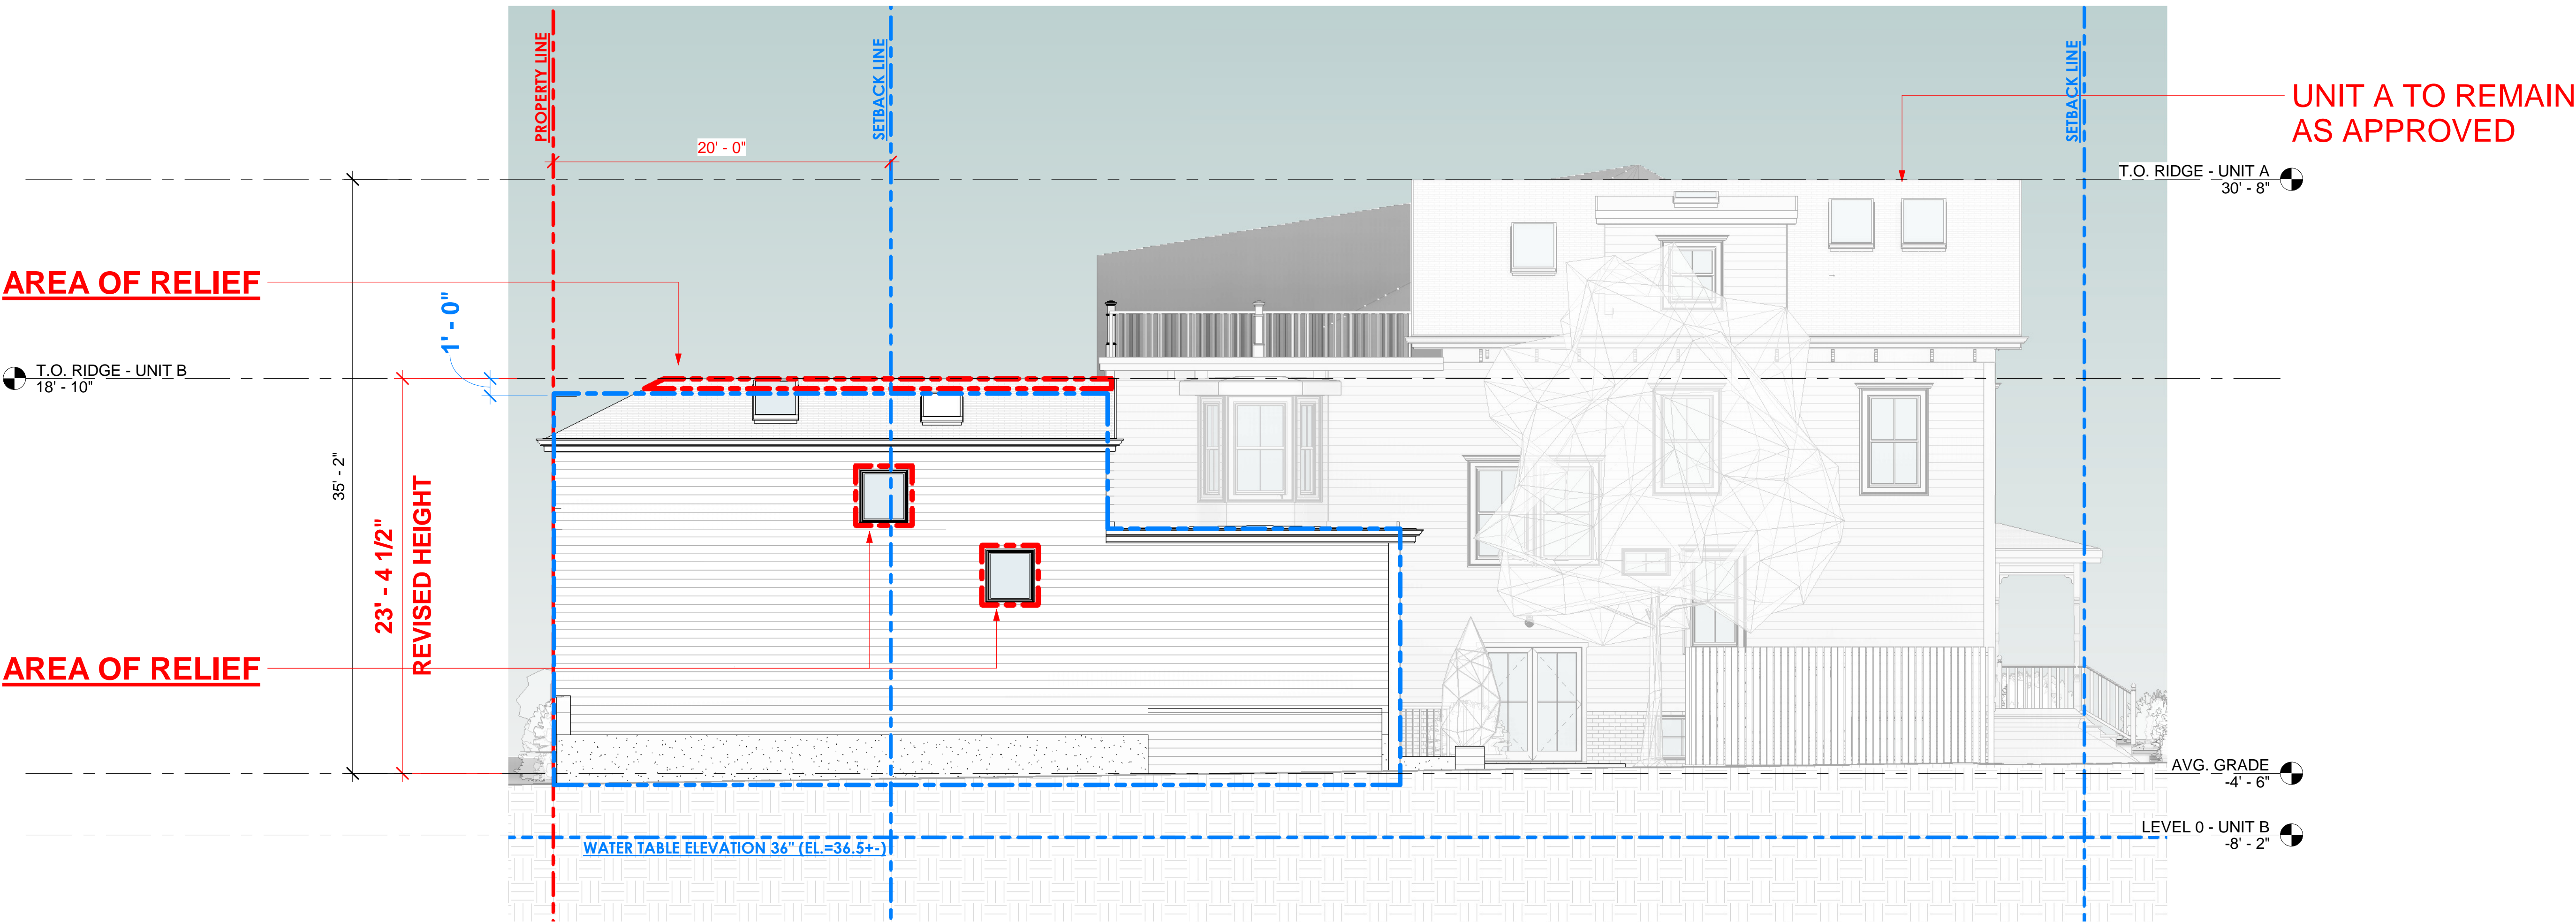 PROPERTY LINE
SETBACK LINE
SETBACK LINE
UNIT A TO REMAIN
AS APPROVED
20' - 0"
T.O. RIDGE - UNIT A
30' - 8"
AREA OF RELIEF
1' - 0"
T.O. RIDGE - UNIT B
18' - 10"
35' - 2"
23' - 4 1/2"
REVISED HEIGHT
AREA OF RELIEF
AVG. GRADE
-4' - 6"
LEVEL 0 - UNIT B
-8' - 2"
WATER TABLE ELEVATION 36" (EL.=36.5+-)